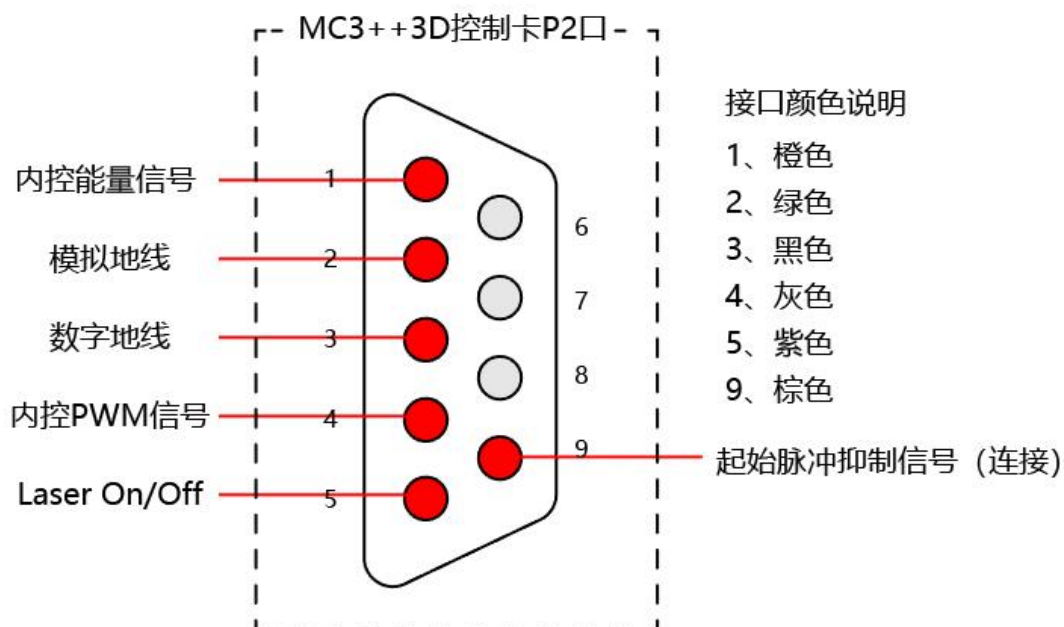 MC3++3D控制卡P2口
接口颜色说明
1、橙色
2、绿色
3、黑色
4、灰色
5、紫色
9、棕色
内控能量信号
1
模拟地线
2
数字地线
3
内控PWM信号
4
Laser On/Off
5
6
7
8
9
起始脉冲抑制信号（连接）